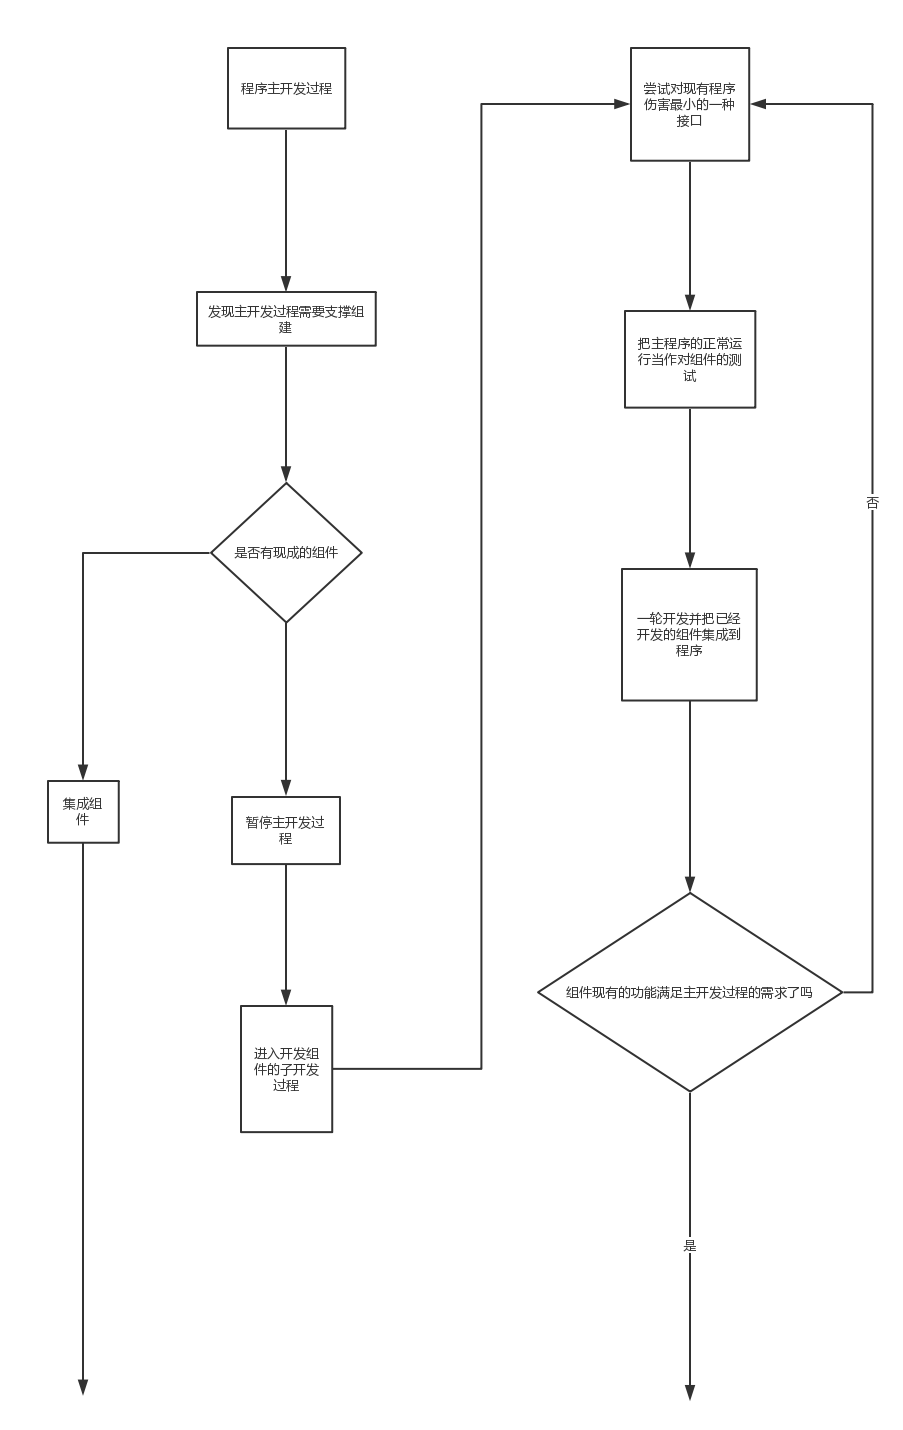 程序主开发过程
发现主开发过程需要支撑组
建
是否有现成的组件
集成组
件
暂停主开发过
程
进入开发组
件的子开发
过程
尝试对现有程序
伤害最小的一种
接口
把主程序的正常运
行当作对组件的测
试
一轮开发并把已经
开发的组件集成到
程序
组件现有的功能满足主开发过程的需求了吗
否
是